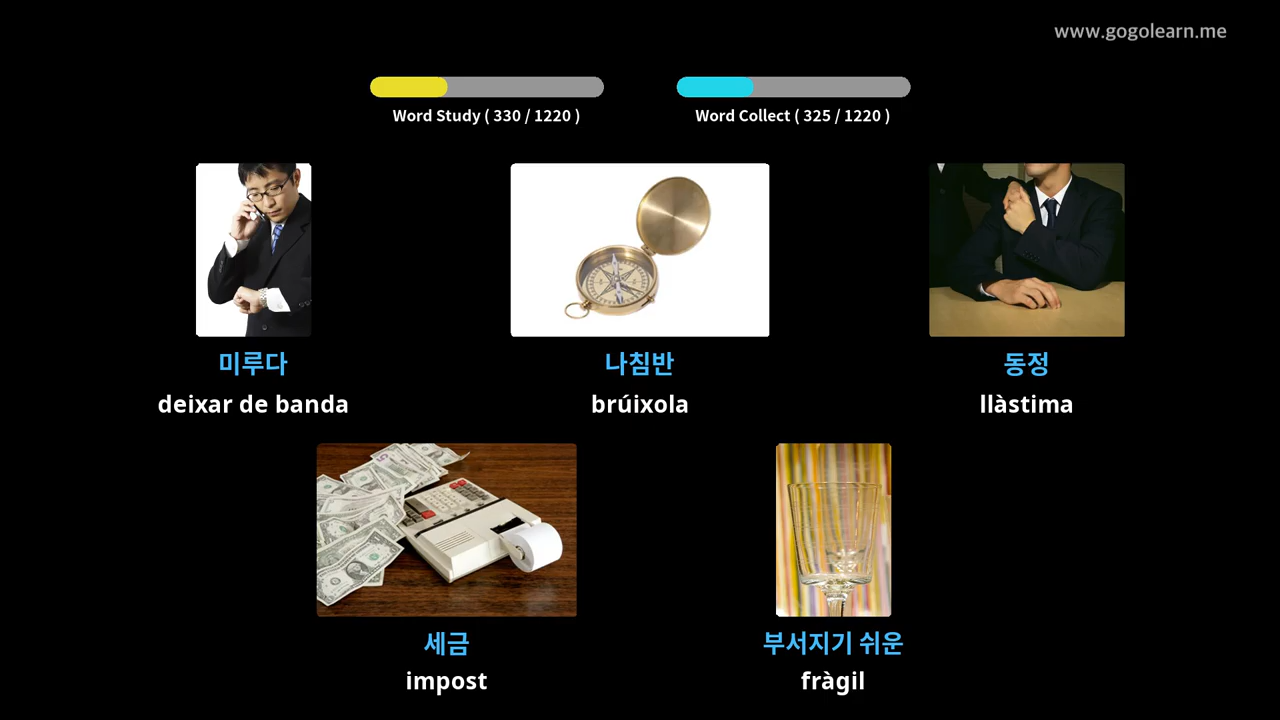 www.gogolearn.me
Word Study ( 330 / 1220 )
Word Collect ( 325 / 1220 )
미루다
deixar de banda
나침반
brúixola
동정
llàstima
세금
impost
부서지기 쉬운
fràgil